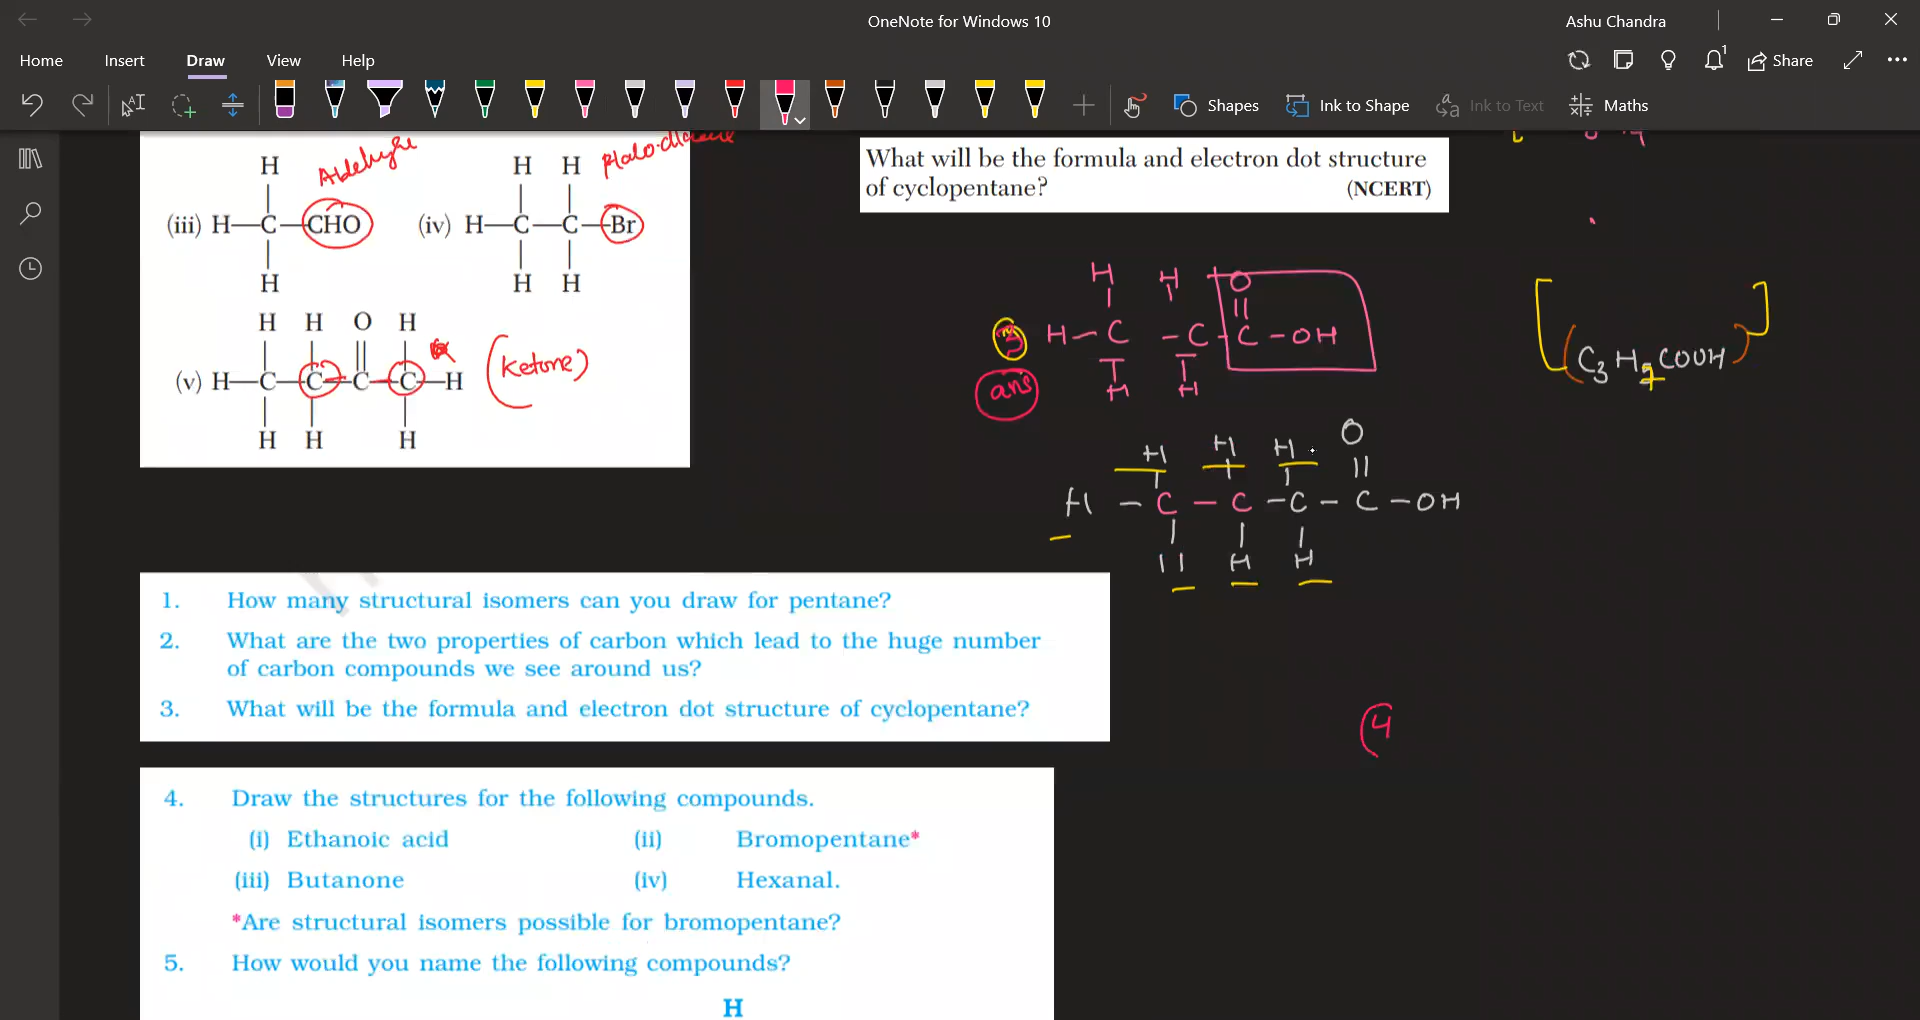 OneNote for Windows 10
Ashu Chandra
Home Insert Draw View Help
1
Share
Shapes Ink to Shape Ink to Text Maths
H Aldehyde H H
(iii) H—C—CHO (iv) H—C—C—Br
H H H
H H O H
(v) H—C—C—C—C—H (Ketone)
H H H
What will be the formula and electron dot structure
of cyclopentane? (NCERT)
H H O
3 H-C-C-C-OH
ans H H
[(C3H7COOH)]
H H H O
H-C-C-C-C-OH
H H H
(4
1. How many structural isomers can you draw for pentane?
2. What are the two properties of carbon which lead to the huge number
of carbon compounds we see around us?
3. What will be the formula and electron dot structure of cyclopentane?
4. Draw the structures for the following compounds.
(i) Ethanoic acid (ii) Bromopentane*
(iii) Butanone (iv) Hexanal.
*Are structural isomers possible for bromopentane?
5. How would you name the following compounds?
H